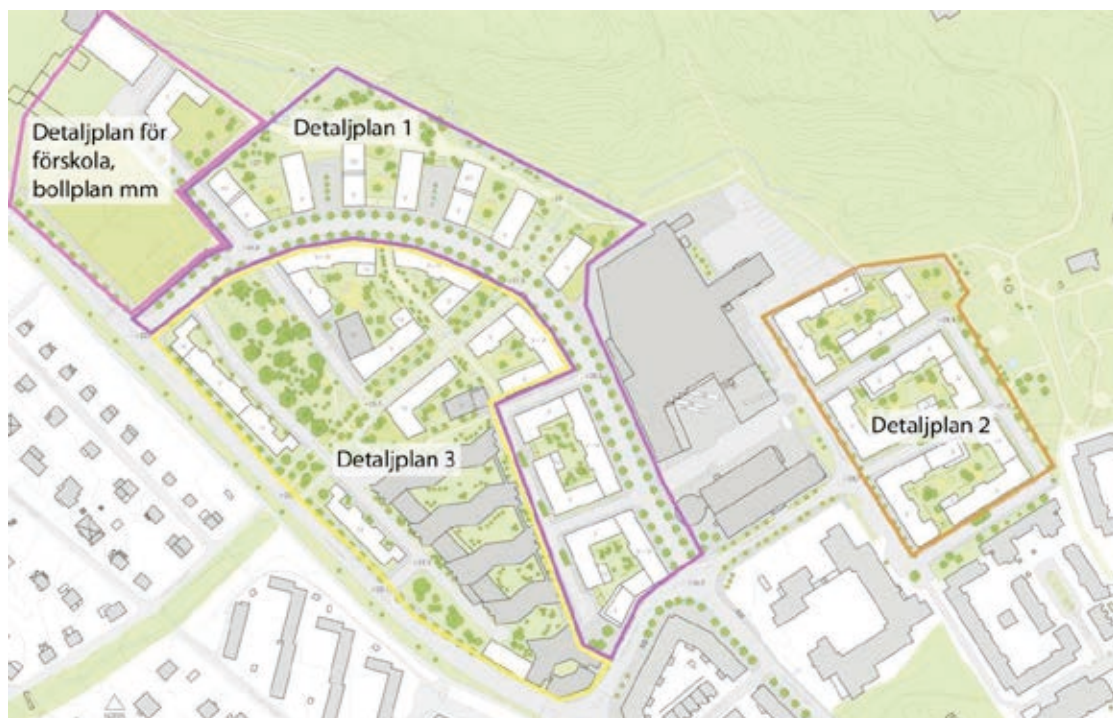 Detaljplan för
förskola,
bollplan mm
Detaljplan 1
Detaljplan 2
Detaljplan 3